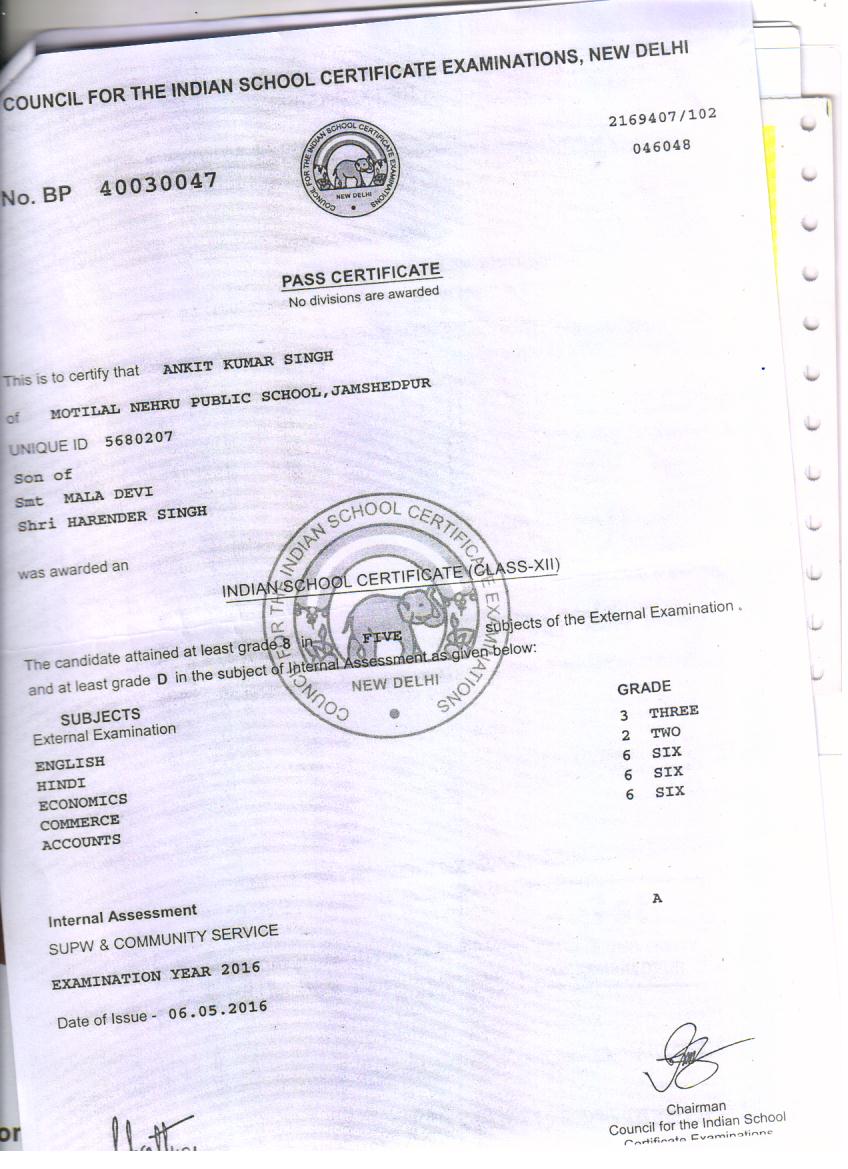 COUNCIL FOR THE INDIAN SCHOOL CERTIFICATE EXAMINATIONS, NEW DELHI
2169407/102
046048
No. BP 40030047
COUNCIL FOR THE INDIAN SCHOOL CERTIFICATE EXAMINATIONS
NEW DELHI
PASS CERTIFICATE
No divisions are awarded
This is to certify that ANKIT KUMAR SINGH
of MOTILAL NEHRU PUBLIC SCHOOL,JAMSHEDPUR
UNIQUE ID 5680207
Son of
Smt MALA DEVI
Shri HARENDER SINGH
was awarded an
INDIAN SCHOOL CERTIFICATE (CLASS-XII)
COUNCIL FOR THE INDIAN SCHOOL CERTIFICATE EXAMINATIONS
NEW DELHI
The candidate attained at least grade 8 in FIVE subjects of the External Examination .
and at least grade D in the subject of Internal Assessment as given below:
SUBJECTS GRADE
External Examination
ENGLISH 3 THREE
HINDI 2 TWO
ECONOMICS 6 SIX
COMMERCE 6 SIX
ACCOUNTS 6 SIX
Internal Assessment
SUPW & COMMUNITY SERVICE A
EXAMINATION YEAR 2016
Date of Issue - 06.05.2016
Chairman
Council for the Indian School
Certificate Examinations
or